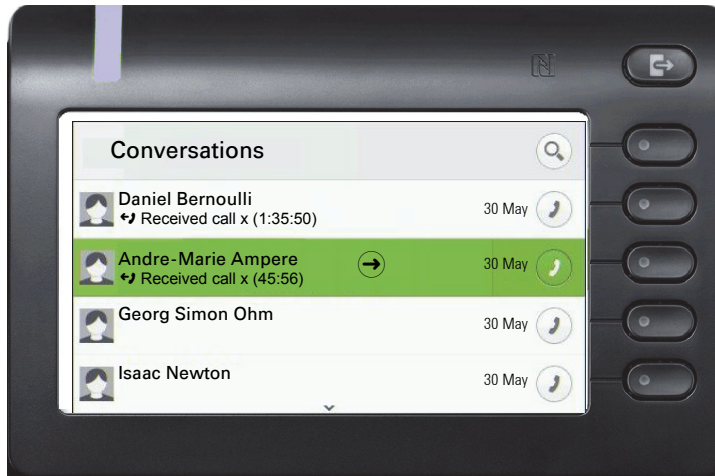 Conversations
Daniel Bernoulli
Received call x (1:35:50)
30 May
Andre-Marie Ampere
Received call x (45:56)
30 May
Georg Simon Ohm
30 May
Isaac Newton
30 May